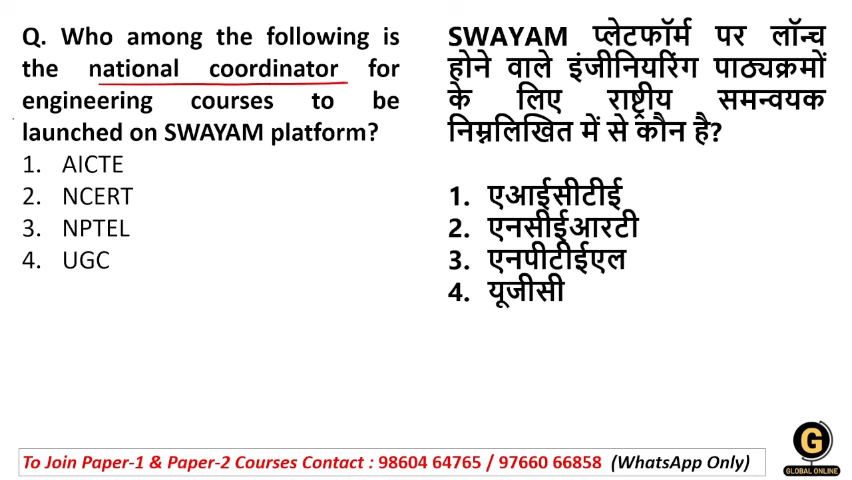 Q. Who among the following is
the national coordinator for
engineering courses to be
launched on SWAYAM platform?
1. AICTE
2. NCERT
3. NPTEL
4. UGC
SWAYAM प्लेटफॉर्म पर लॉन्च
होने वाले इंजीनियरिंग पाठ्यक्रमों
के लिए राष्ट्रीय समन्वयक
निम्नलिखित में से कौन है?
1. एआईसीटीई
2. एनसीईआरटी
3. एनपीटीईएल
4. यूजीसी
To Join Paper-1 & Paper-2 Courses Contact : 98604 64765 / 97660 66858 (WhatsApp Only)
G
GLOBAL ONLINE